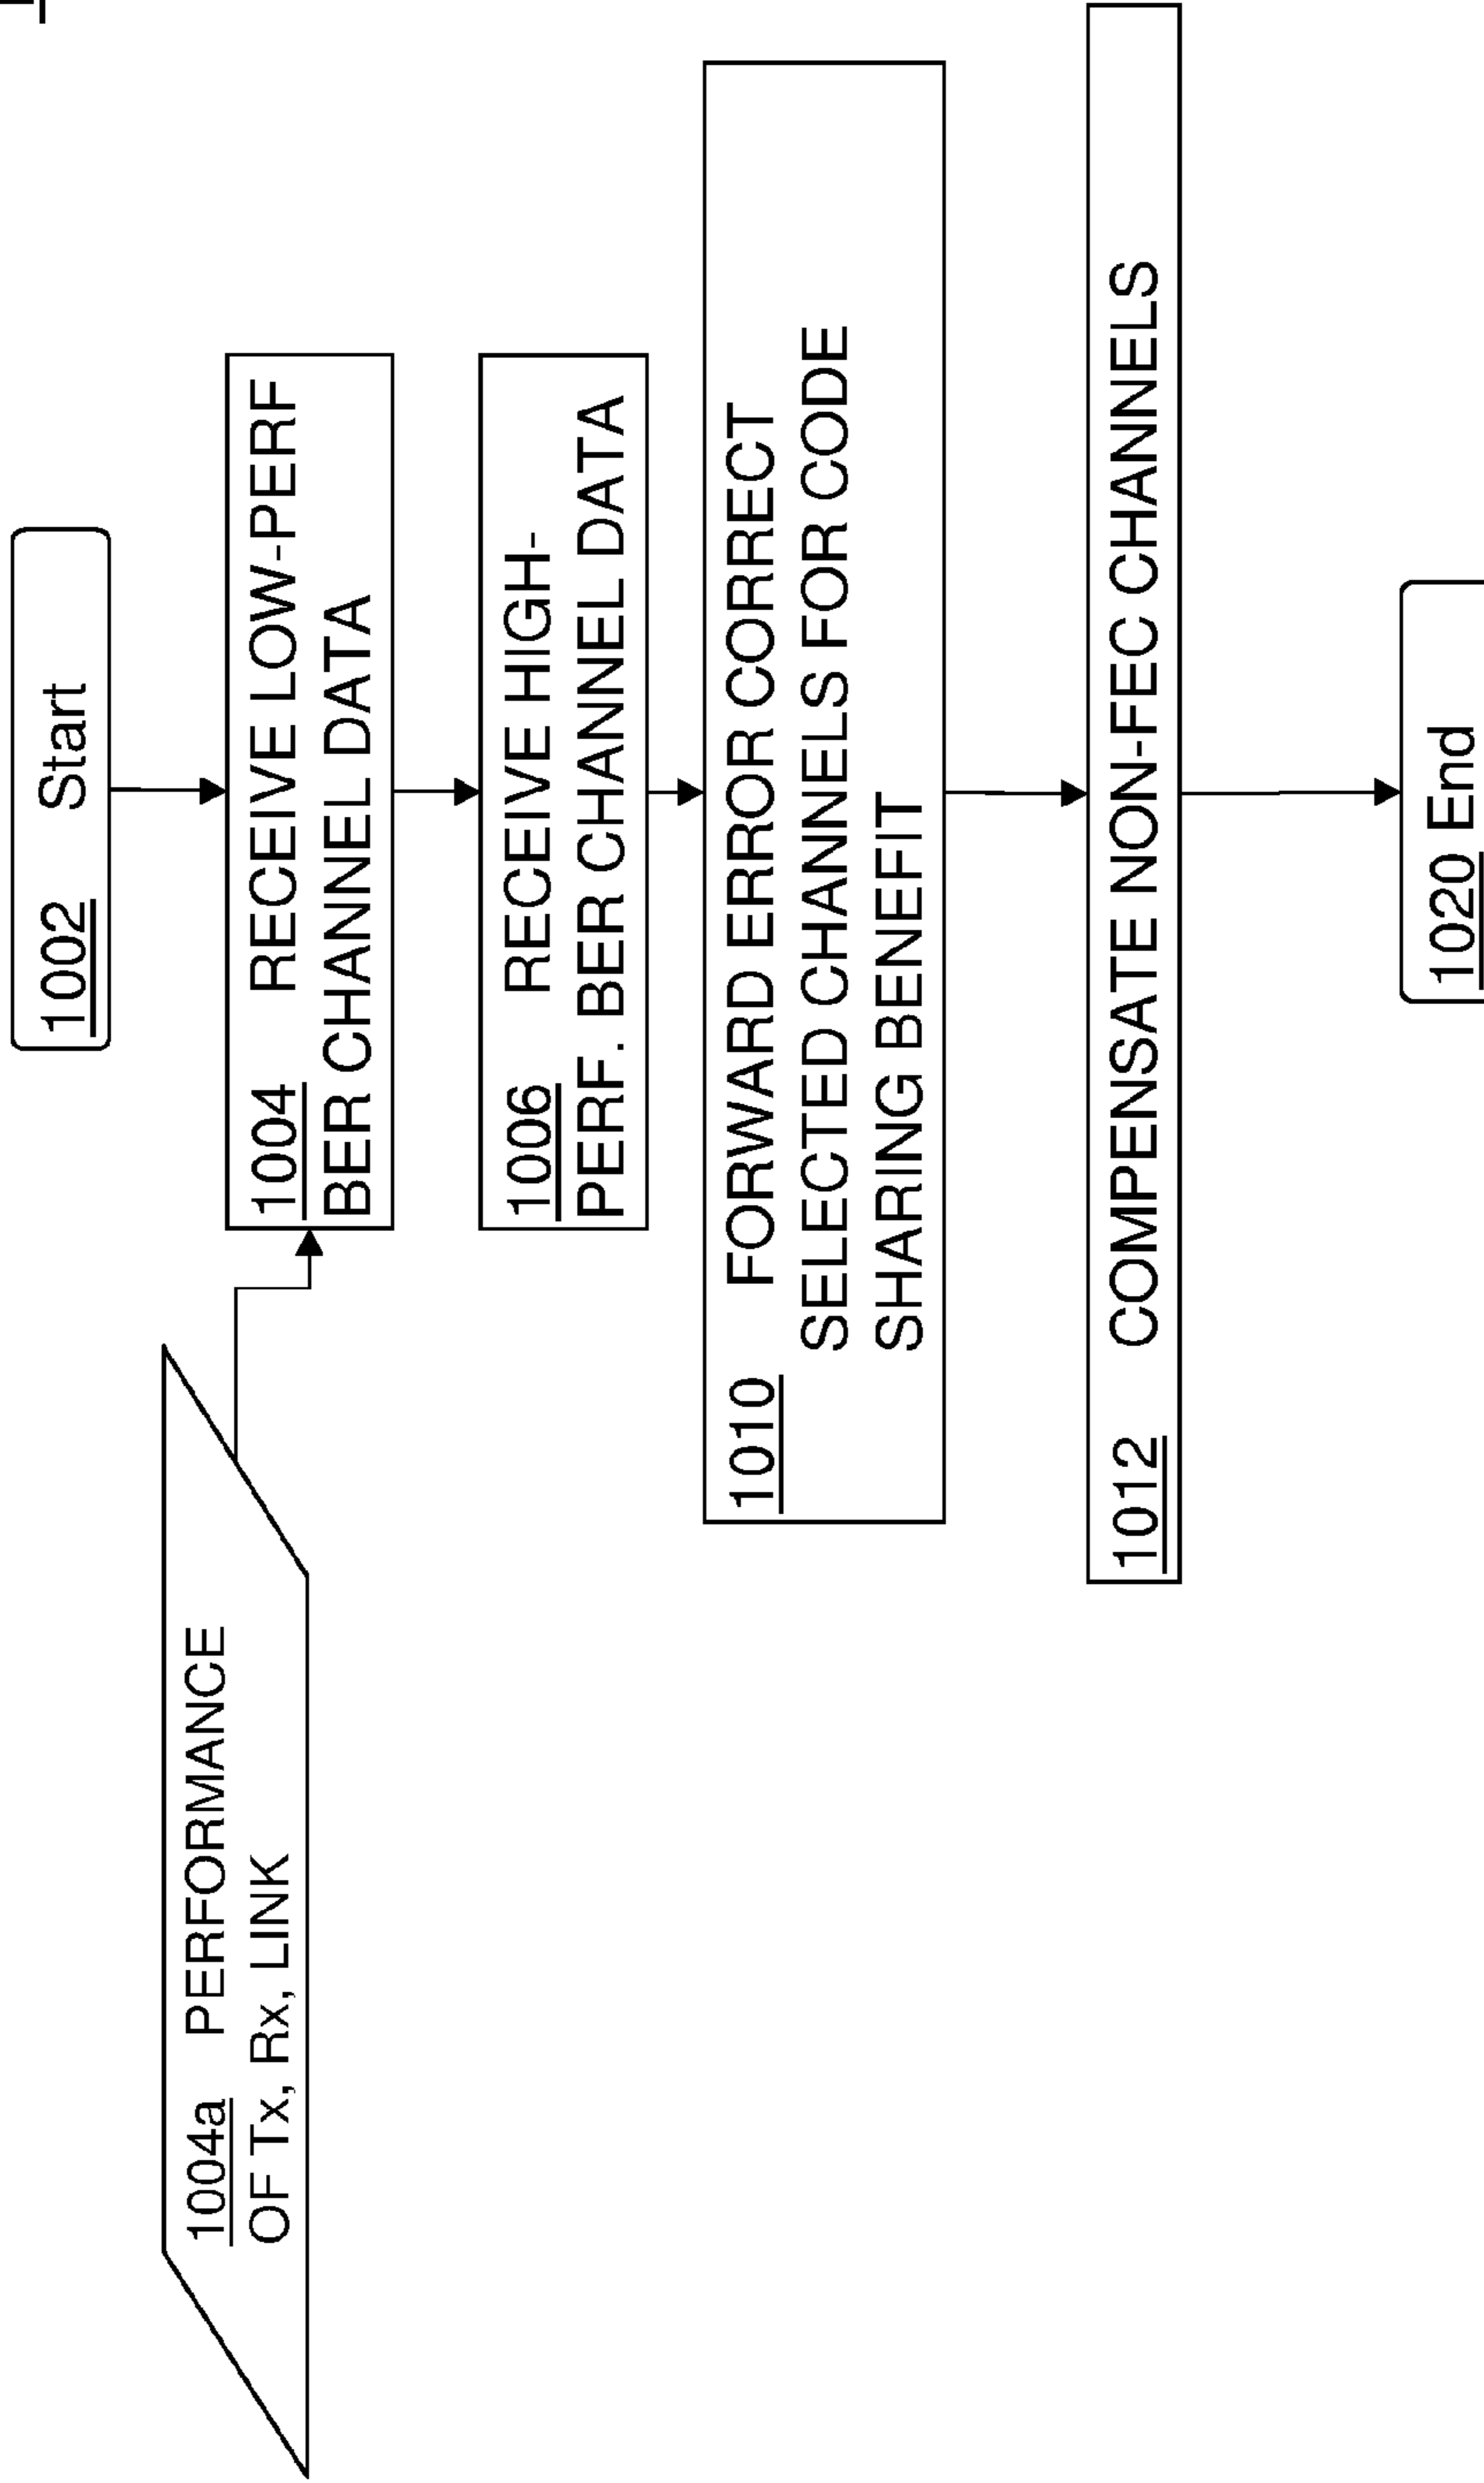 1002 Start
1004a PERFORMANCE
OF Tx, Rx, LINK
1004 RECEIVE LOW-PERF
BER CHANNEL DATA
1006 RECEIVE HIGH-
PERF. BER CHANNEL DATA
1010 FORWARD ERROR CORRECT
SELECTED CHANNELS FOR CODE
SHARING BENEFIT
1012 COMPENSATE NON-FEC CHANNELS
1020 End